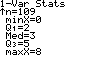 1-Var Stats
↑n=109
minX=0
Q₁=2
Med=3
Q₃=5
maxX=8